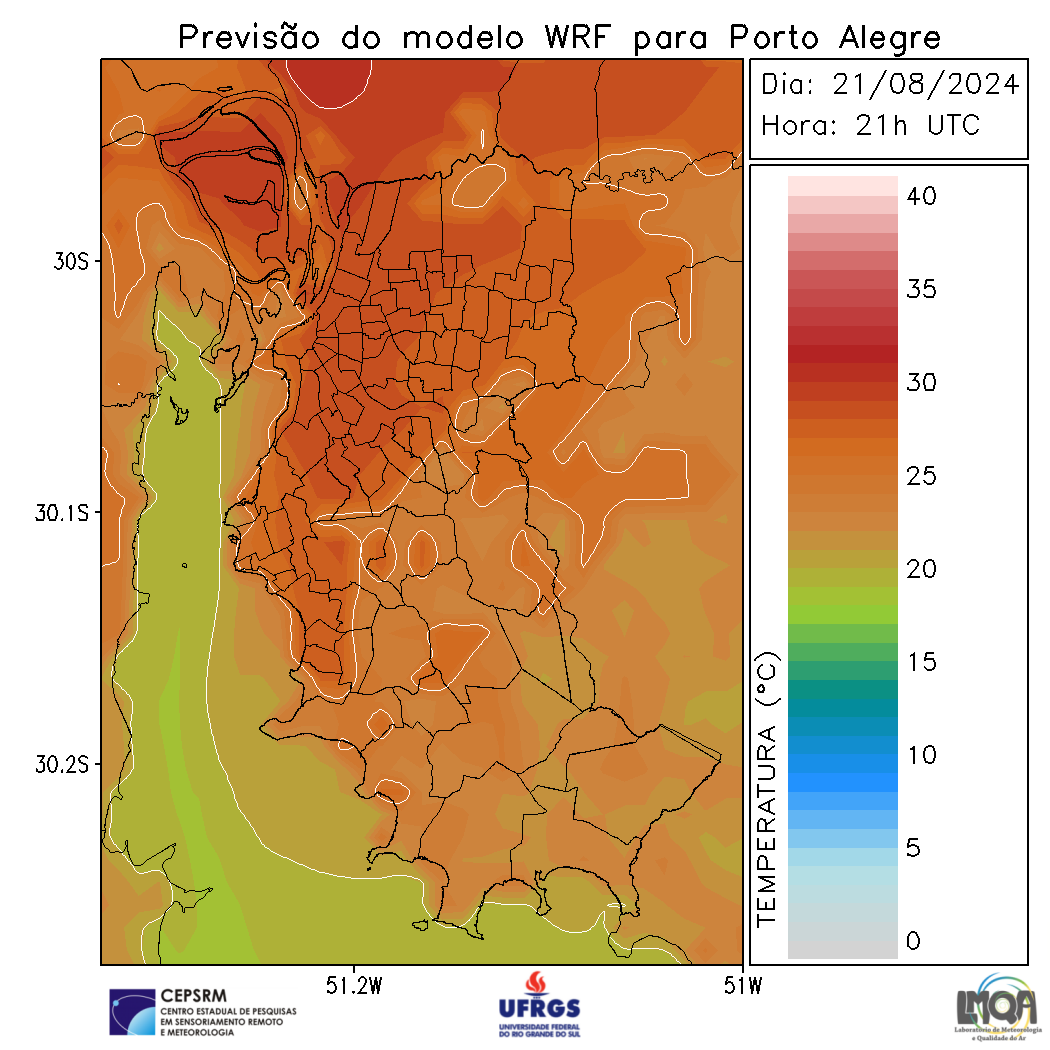 Previsão do modelo WRF para Porto Alegre
Dia: 21/08/2024
Hora: 21h UTC
30S
30.1S
30.2S
51.2W
51W
TEMPERATURA (°C)
40
35
30
25
20
15
10
5
0
CEPSRM
CENTRO ESTADUAL DE PESQUISAS
EM SENSORIAMENTO REMOTO
E METEOROLOGIA
UFRGS
UNIVERSIDADE FEDERAL
DO RIO GRANDE DO SUL
LMQA
Laboratório de Meteorologia
e Qualidade do Ar